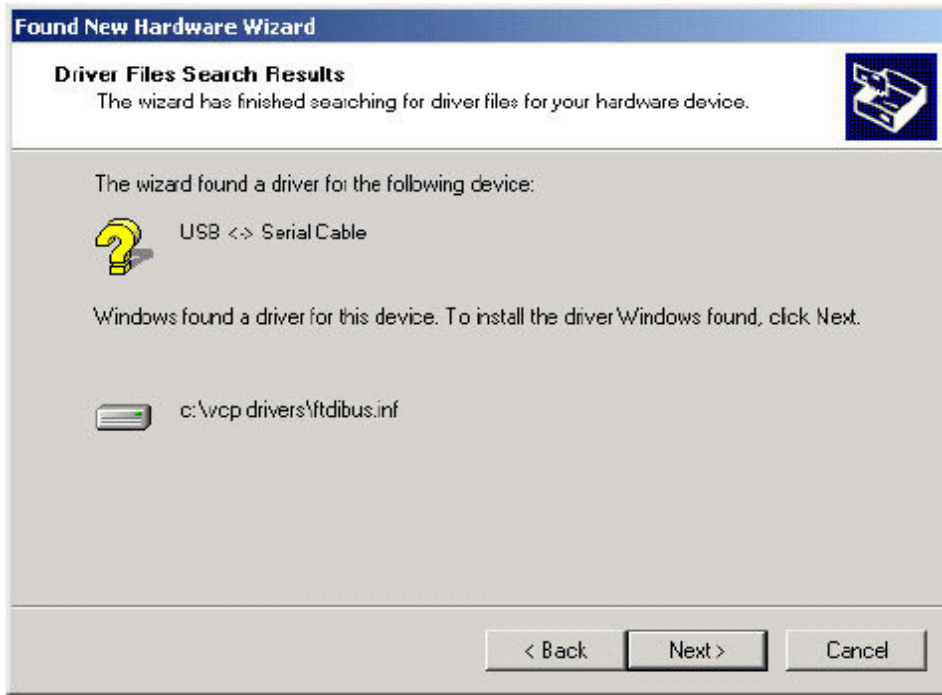 Found New Hardware Wizard
Driver Files Search Results
The wizard has finished searching for driver files for your hardware device.
The wizard found a driver for the following device:
USB <-> Serial Cable
Windows found a driver for this device. To install the driver Windows found, click Next.
c:\vcp drivers\ftdibus.inf
< Back
Next >
Cancel